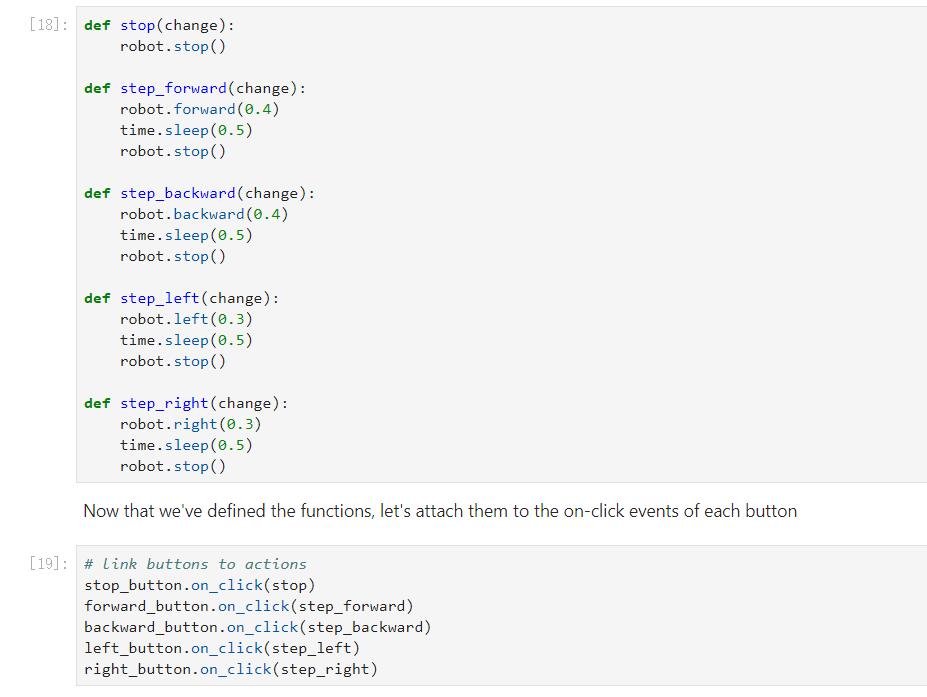 [18]:
def stop(change):
    robot.stop()

def step_forward(change):
    robot.forward(0.4)
    time.sleep(0.5)
    robot.stop()

def step_backward(change):
    robot.backward(0.4)
    time.sleep(0.5)
    robot.stop()

def step_left(change):
    robot.left(0.3)
    time.sleep(0.5)
    robot.stop()

def step_right(change):
    robot.right(0.3)
    time.sleep(0.5)
    robot.stop()

Now that we've defined the functions, let's attach them to the on-click events of each button

[19]:
# link buttons to actions
stop_button.on_click(stop)
forward_button.on_click(step_forward)
backward_button.on_click(step_backward)
left_button.on_click(step_left)
right_button.on_click(step_right)